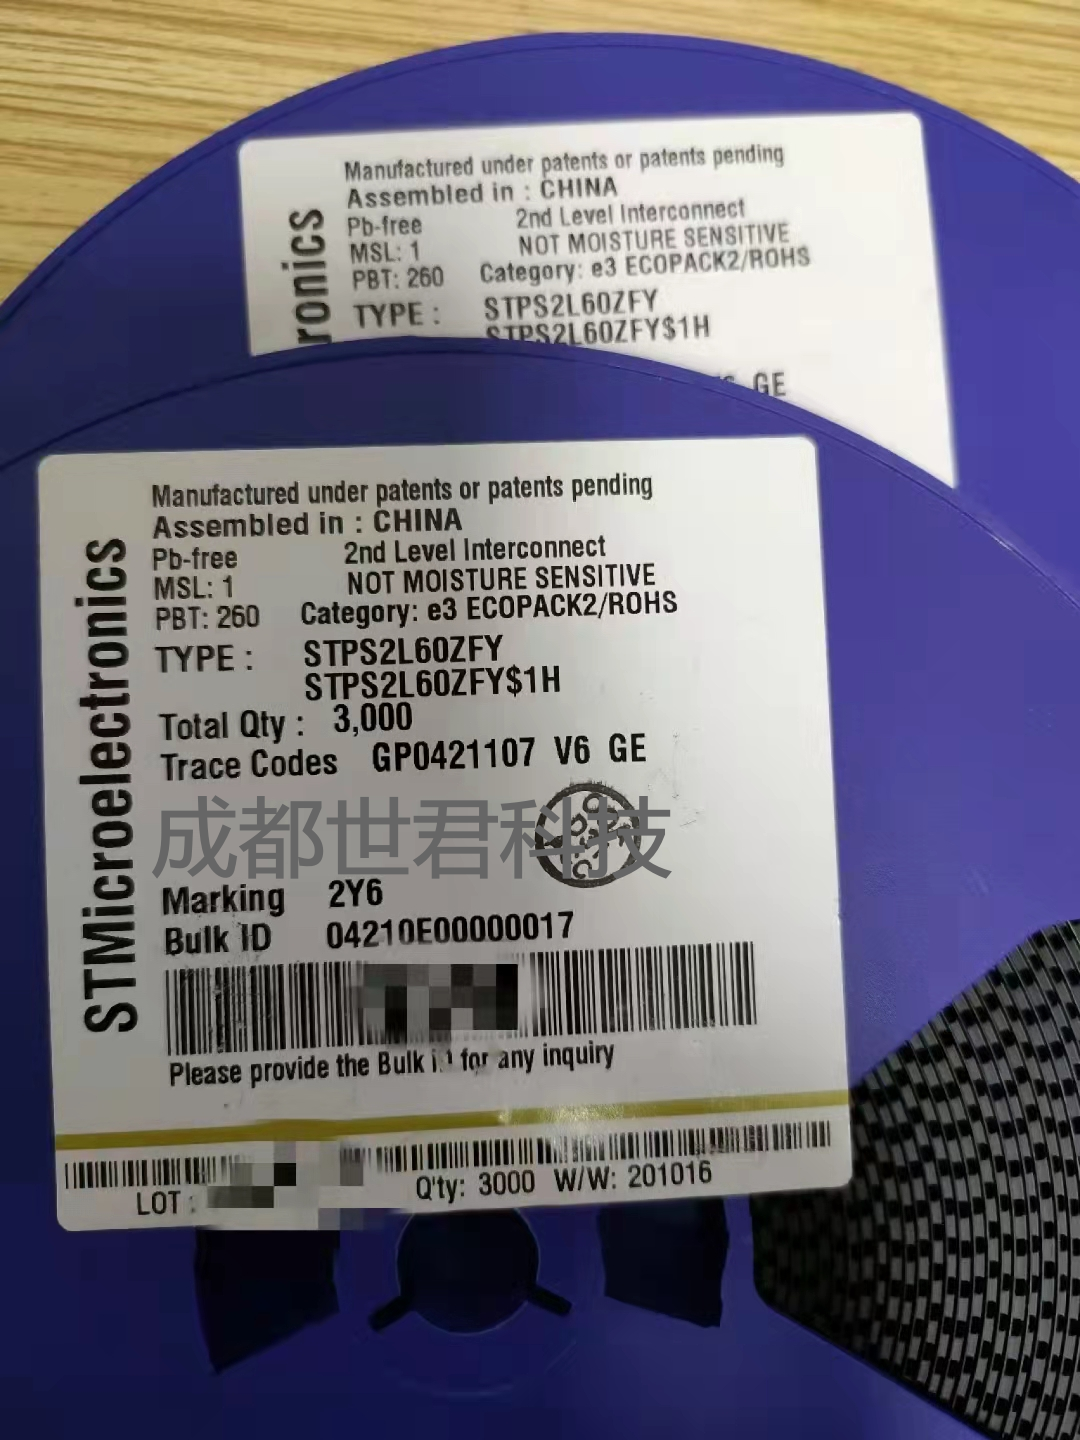 Manufactured under patents or patents pending
Assembled in : CHINA
Pb-free 2nd Level Interconnect
MSL: 1 NOT MOISTURE SENSITIVE
PBT: 260 Category: e3 ECOPACK2/ROHS
TYPE : STPS2L60ZFY
STPS2L60ZFY$1H
GE
ronics
Manufactured under patents or patents pending
Assembled in : CHINA
Pb-free 2nd Level Interconnect
MSL: 1 NOT MOISTURE SENSITIVE
PBT: 260 Category: e3 ECOPACK2/ROHS
TYPE : STPS2L60ZFY
STPS2L60ZFY$1H
Total Qty : 3,000
Trace Codes GP0421107 V6 GE
成都世君科技
Marking 2Y6
Bulk ID 04210E00000017
Please provide the Bulk id for any inquiry
LOT :
Q'ty: 3000 W/W: 201016
STMicroelectronics